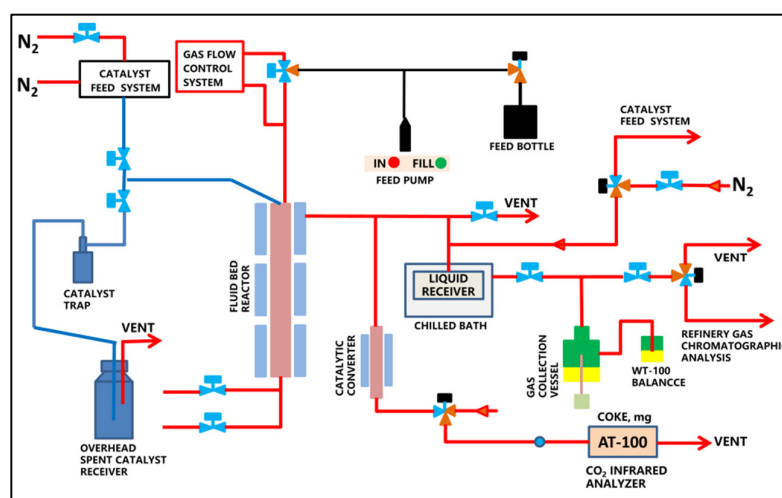 N2
N2
CATALYST
FEED SYSTEM
GAS FLOW
CONTROL
SYSTEM
IN
FILL
FEED PUMP
FEED BOTTLE
CATALYST
FEED SYSTEM
N2
VENT
FLUID BED
REACTOR
CATALYST
TRAP
VENT
OVERHEAD
SPENT CATALYST
RECEIVER
LIQUID
RECEIVER
CHILLED BATH
CATALYTIC
CONVERTER
GAS
COLLECTION
VESSEL
WT-100
BALANCCE
VENT
REFINERY GAS
CHROMATOGRAPHIC
ANALYSIS
COKE, mg
AT-100
VENT
CO2 INFRARED
ANALYZER